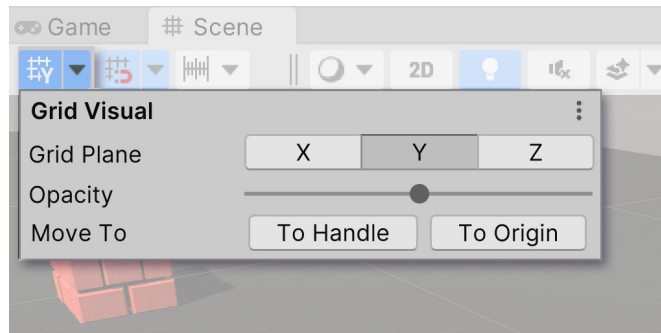 Game Scene
Y 2D
Grid Visual
Grid Plane X Y Z
Opacity
Move To To Handle To Origin